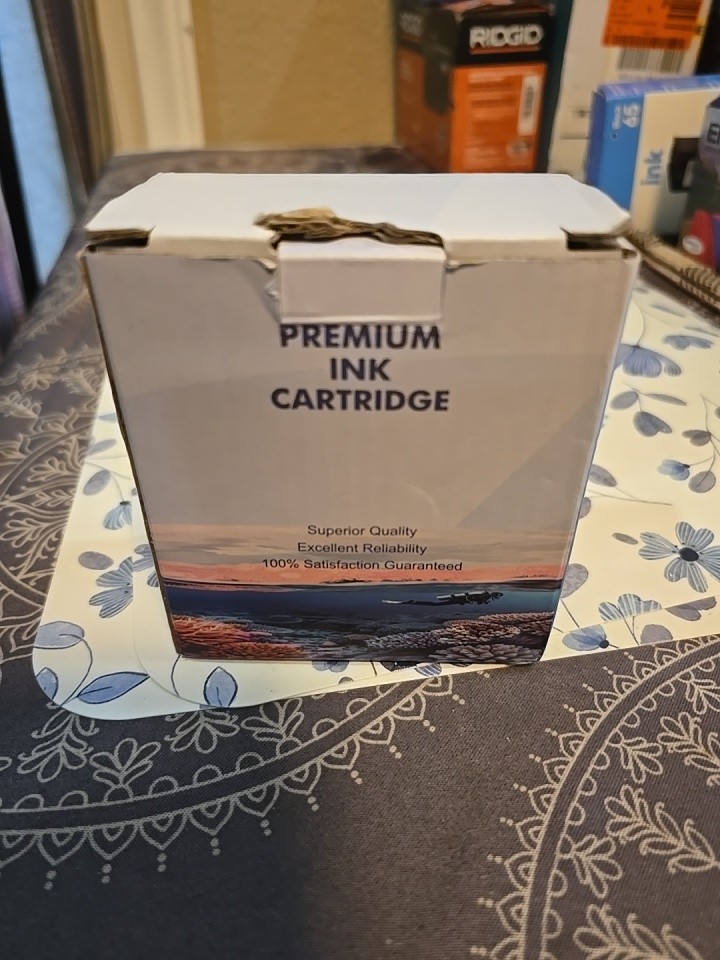 RIDGID
65
ink
PREMIUM
INK
CARTRIDGE
Superior Quality
Excellent Reliability
100% Satisfaction Guaranteed